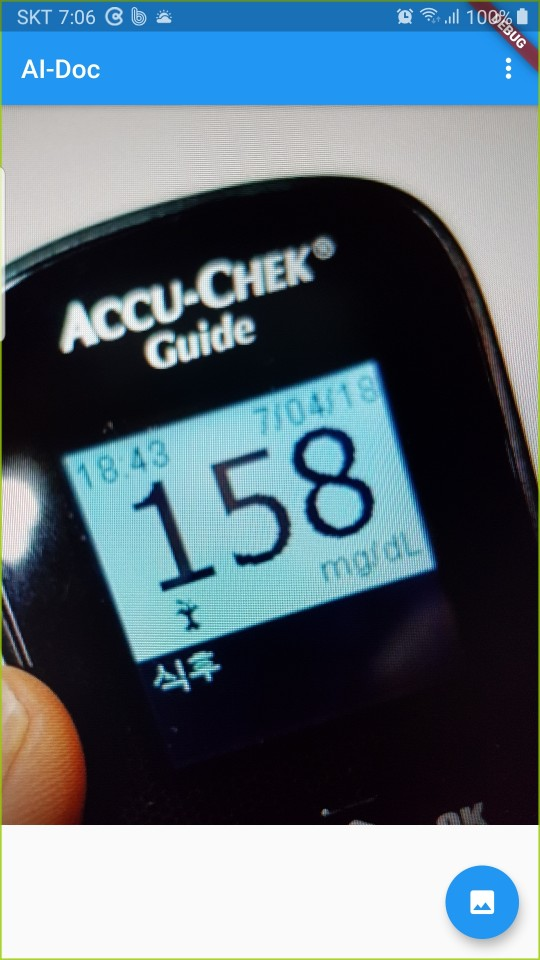 SKT 7:06 100%
DEBUG
AI-Doc
ACCU-CHEK®
Guide
18:43 7/04/18
158
mg/dL
식후
OK